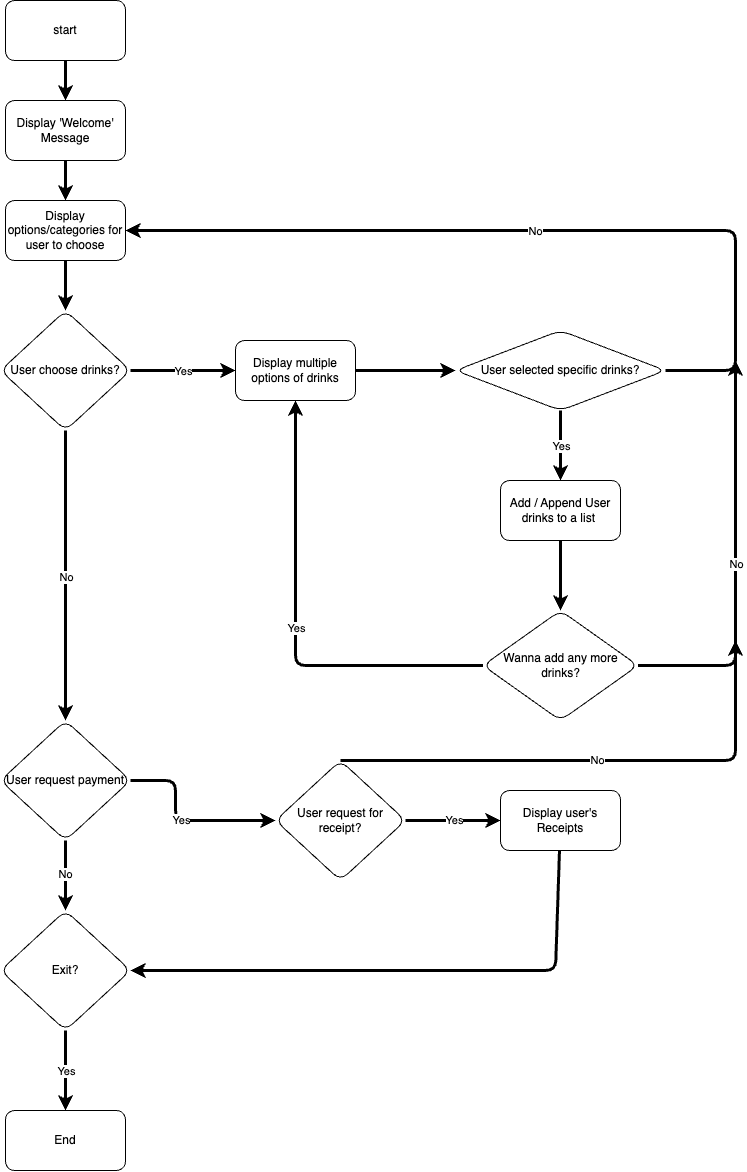 start
Display 'Welcome'
Message
Display
options/categories for
user to choose
No
User choose drinks?
Yes
Display multiple
options of drinks
User selected specific drinks?
Yes
Add / Append User
drinks to a list
No
No
Yes
Wanna add any more
drinks?
User request payment
No
Yes
User request for
receipt?
Yes
Display user's
Receipts
No
Exit?
Yes
End